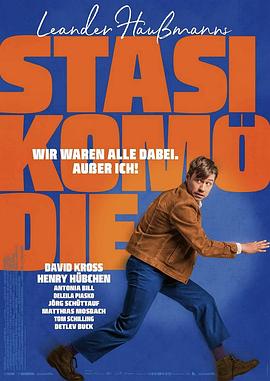 Leander Haußmanns
STASI
KOMÖ
DIE
WIR WAREN ALLE DABEI.
AUßER ICH!
DAVID KROSS
HENRY HÜBCHEN
ANTONIA BILL
DELEILA PIASKO
JÖRG SCHÜTTAUF
MATTHIAS MOSBACH
TOM SCHILLING
DETLEV BUCK